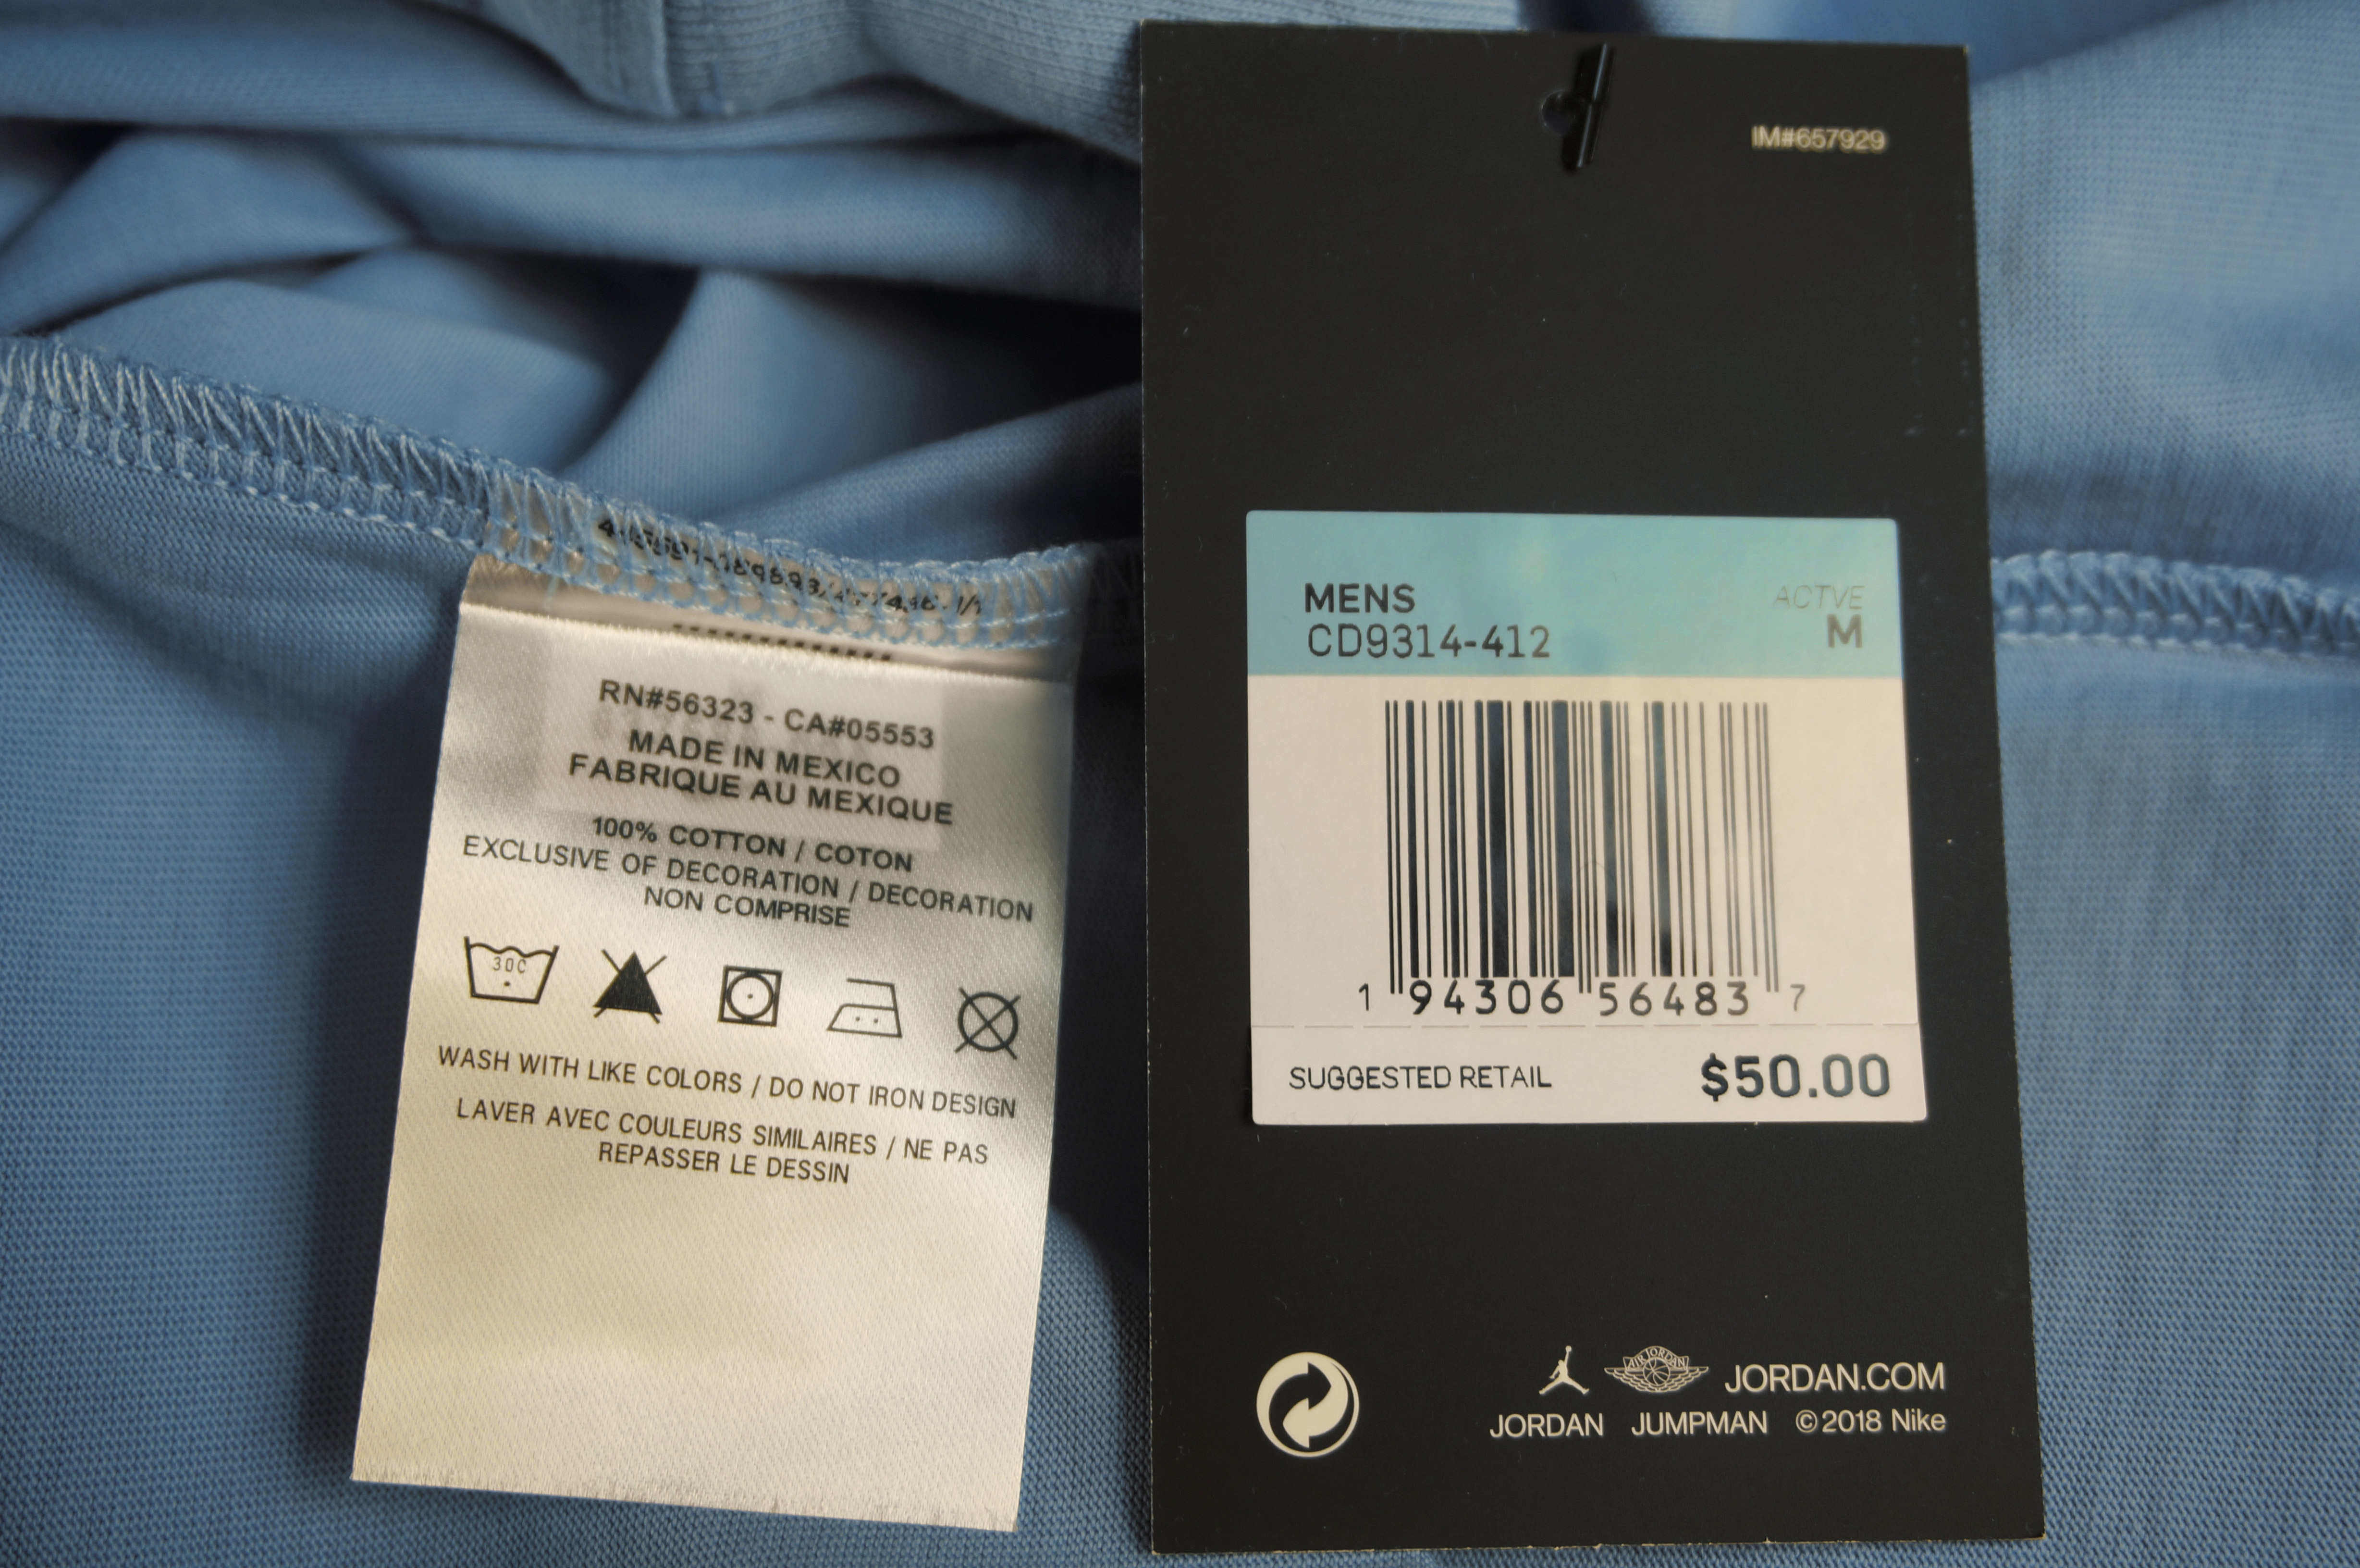 RN#56323 - CA#05553
MADE IN MEXICO
FABRIQUE AU MEXIQUE
100% COTTON / COTON
EXCLUSIVE OF DECORATION / DECORATION
NON COMPRISE
30C
WASH WITH LIKE COLORS / DO NOT IRON DESIGN
LAVER AVEC COULEURS SIMILAIRES / NE PAS
REPASSER LE DESSIN
IM#657929
MENS ACTVE
CD9314-412 M
1 94306 56483 7
SUGGESTED RETAIL $50.00
AIR JORDAN JORDAN.COM
JORDAN JUMPMAN ©2018 Nike